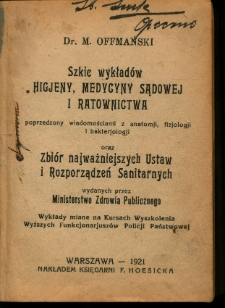 Dr. M. OFFMAŃSKI
Szkic wykładów
HIGJENY, MEDYCYNY SĄDOWEJ
I RATOWNICTWA
poprzedzony wiadomościami z anatomji, fizjologji
i bakterjologji
oraz
Zbiór najważniejszych Ustaw
i Rozporządzeń Sanitarnych
wydanych przez
Ministerstwo Zdrowia Publicznego
Wykłady miane na Kursach Wyszkolenia
Wyższych Funkcjonarjuszów Policji Państwowej
WARSZAWA — 1921
NAKŁADEM KSIĘGARNI F. HOESICKA